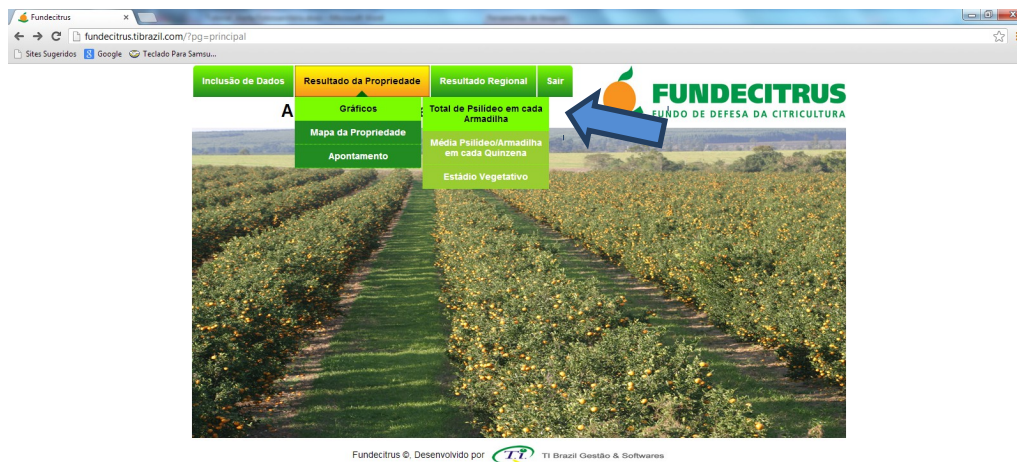 Fundecitrus
fundecitrus.tibrazil.com/?pg=principal
Sites Sugeridos Google Teclado Para Samsu...
Inclusão de Dados Resultado da Propriedade Resultado Regional Sair
FUNDECITRUS
FUNDO DE DEFESA DA CITRICULTURA
A
Gráficos
Mapa da Propriedade
Apontamento
Total de Psilídeo em cada
Armadilha
Média Psilídeo/Armadilha
em cada Quinzena
Estádio Vegetativo
Fundecitrus ©, Desenvolvido por T.I. TI Brazil Gestão & Softwares